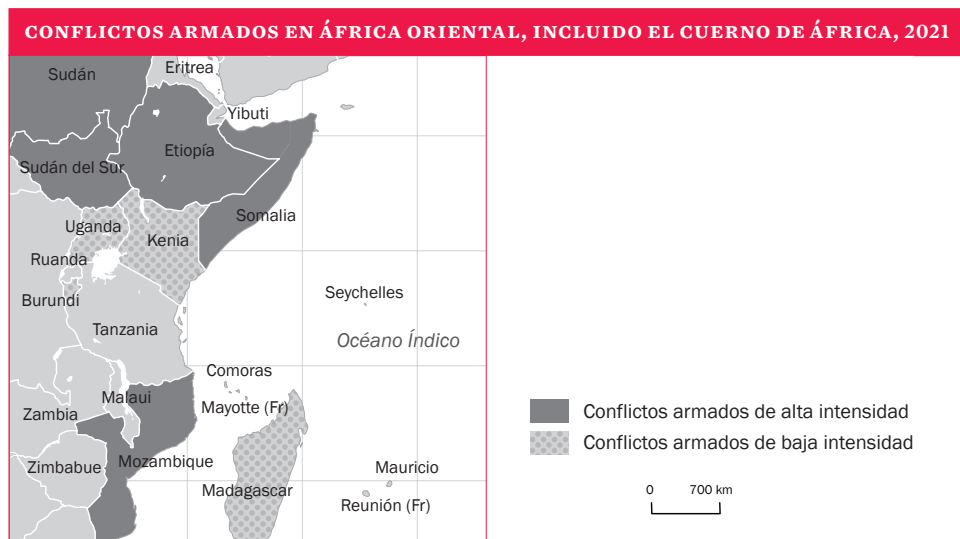 CONFLICTOS ARMADOS EN ÁFRICA ORIENTAL, INCLUIDO EL CUERNO DE ÁFRICA, 2021
Eritrea
Sudán
Yibuti
Etiopía
Sudán del Sur
Somalia
Uganda
Kenia
Ruanda
Seychelles
Burundi
Tanzania
Océano Índico
Comoras
Malaui
Mayotte (Fr)
Zambia
Conflictos armados de alta intensidad
Conflictos armados de baja intensidad
Mozambique
Zimbabue
Mauricio
Madagascar
Reunión (Fr)
0 700 km